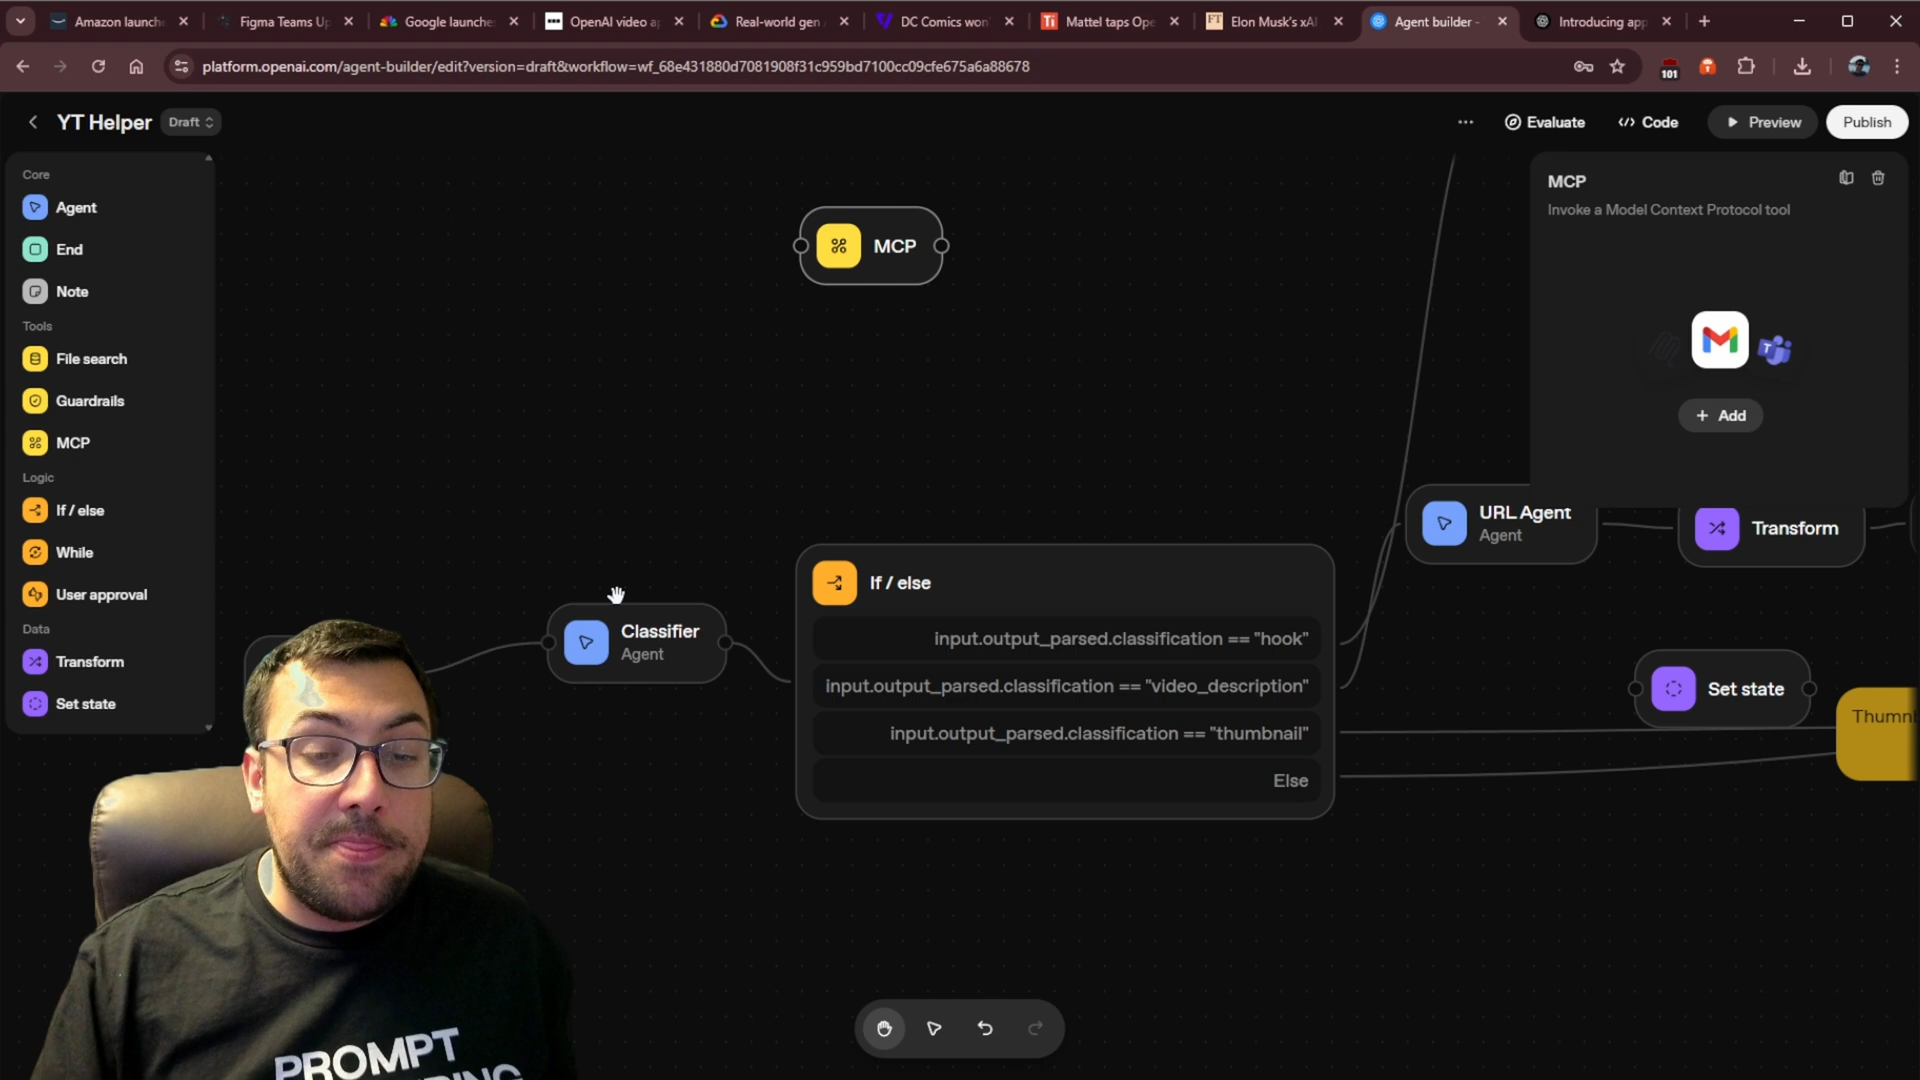 Amazon launch
Figma Teams Up
Google launche
OpenAI video a
Real-world gen
DC Comics won
Mattel taps Ope
Elon Musk's xAI
Agent builder -
Introducing app
platform.openai.com/agent-builder/edit?version=draft&workflow=wf_68e431880d7081908f31c959bd7100cc09cfe675a6a88678
101
YT Helper
Draft
Evaluate
Code
Preview
Publish
Core
Agent
End
Note
Tools
File search
Guardrails
MCP
Logic
If / else
While
User approval
Data
Transform
Set state
MCP
Classifier
Agent
If / else
input.output_parsed.classification == "hook"
input.output_parsed.classification == "video_description"
input.output_parsed.classification == "thumbnail"
Else
MCP
Invoke a Model Context Protocol tool
+ Add
URL Agent
Agent
Transform
Set state
PROMPT